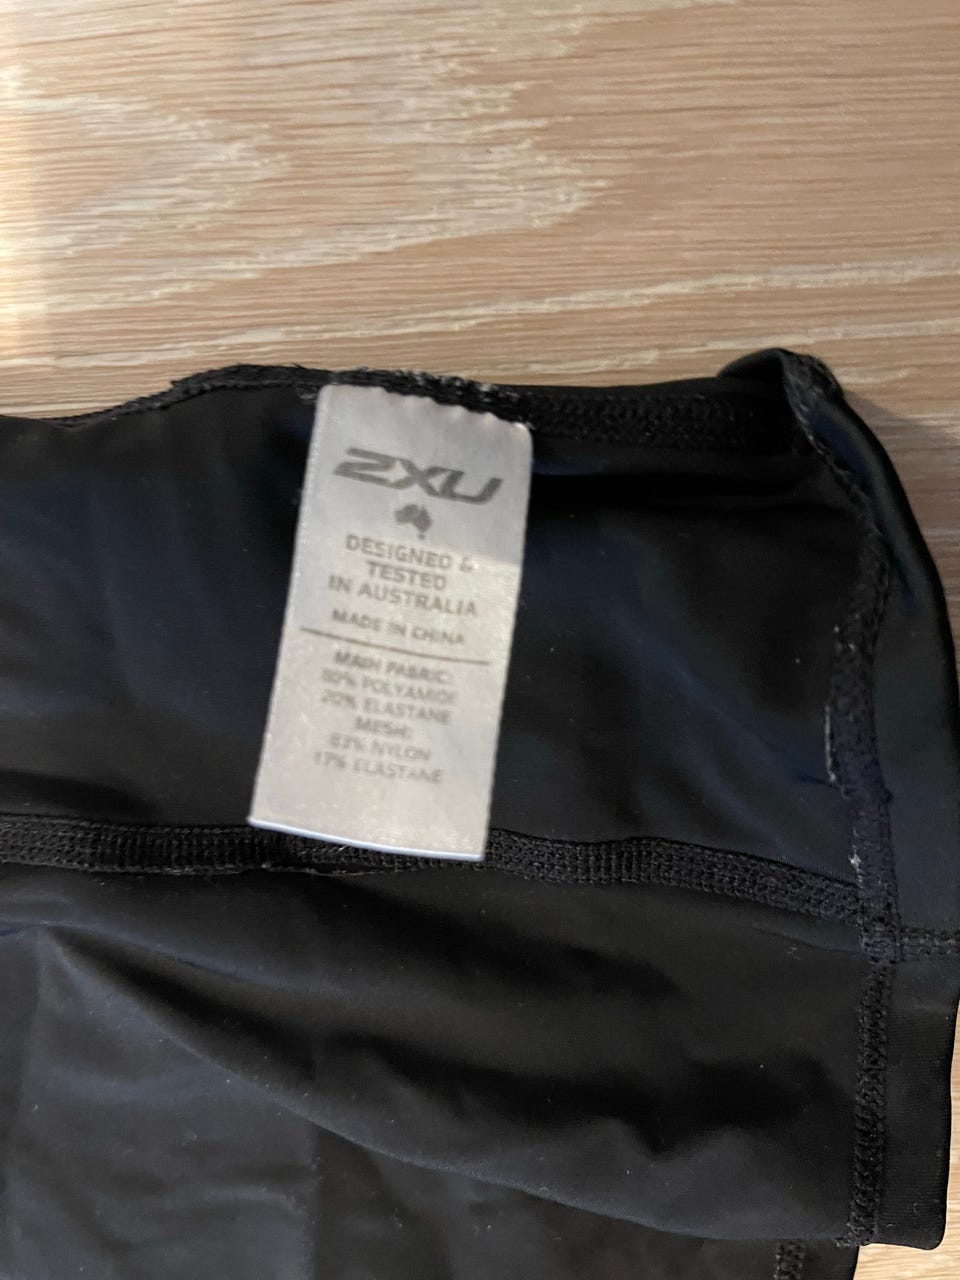 2XU
DESIGNED &
TESTED
IN AUSTRALIA
MADE IN CHINA
MAIN FABRIC:
80% POLYAMIDE
20% ELASTANE
MESH:
83% NYLON
17% ELASTANE